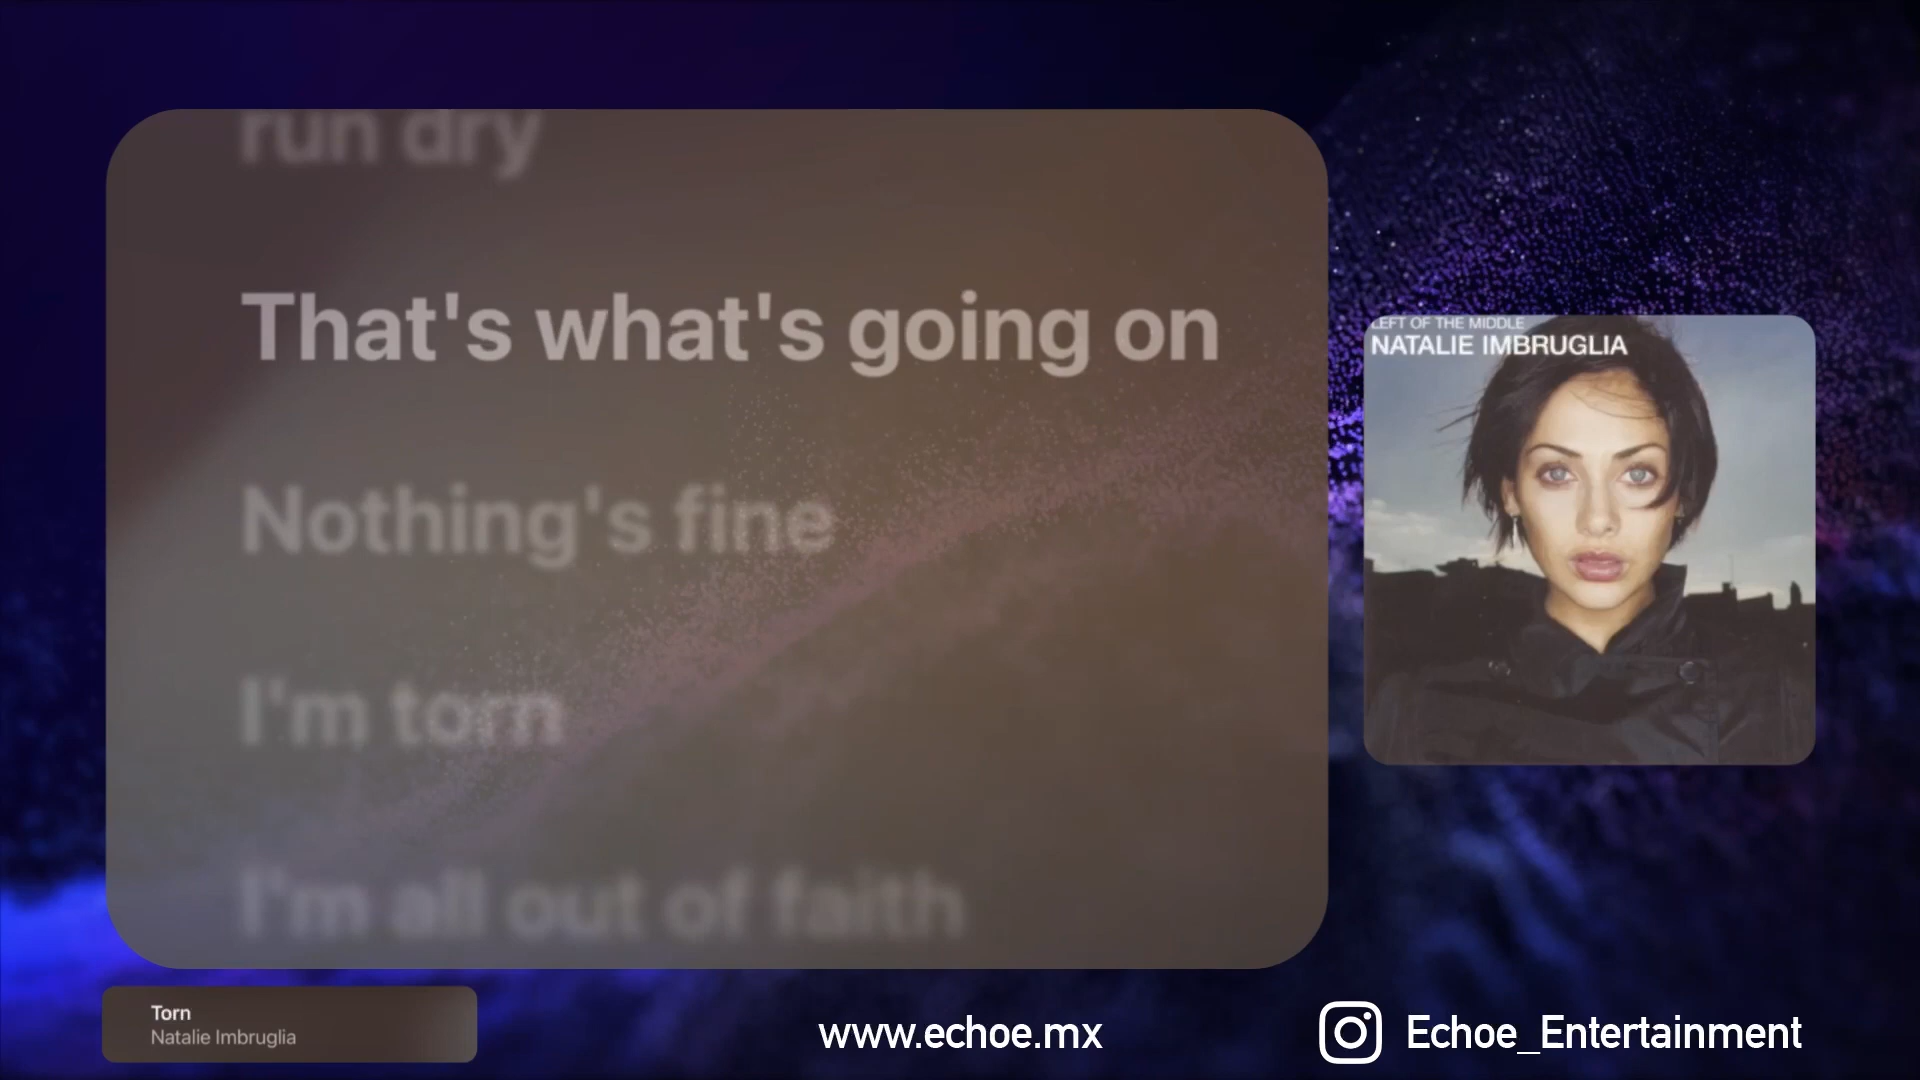 run dry
That's what's going on
Nothing's fine
I'm torn
I'm all out of faith
LEFT OF THE MIDDLE
NATALIE IMBRUGLIA
Torn
Natalie Imbruglia
www.echoe.mx
Echoe_Entertainment